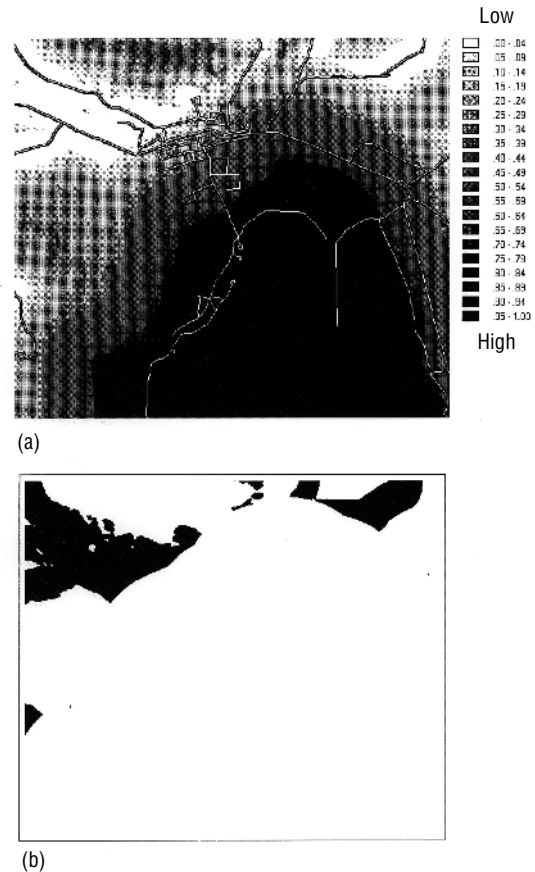 Low
.00 - .04
.05 - .09
.10 - .14
.15 - .19
.20 - .24
.25 - .29
.30 - .34
.35 - .39
.40 - .44
.45 - .49
.50 - .54
.55 - .59
.60 - .64
.65 - .69
.70 - .74
.75 - .79
.80 - .84
.85 - .89
.90 - .94
.95 - 1.00
High
(a)
(b)